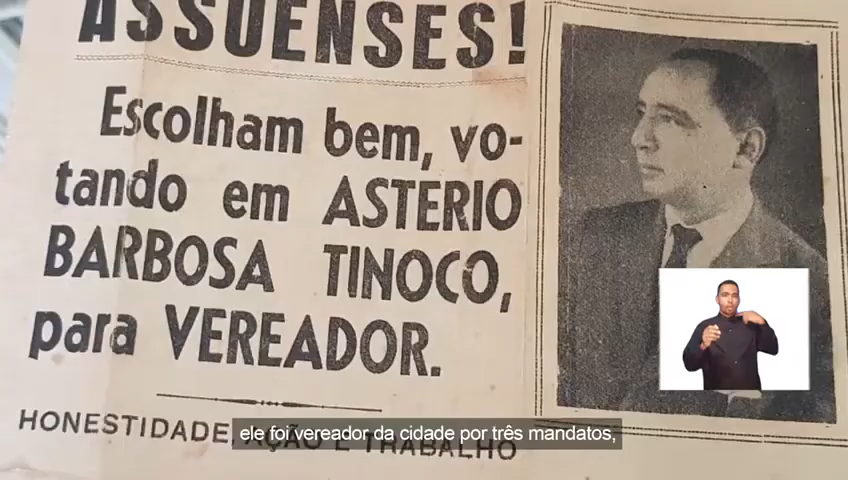 ASSUENSES!
Escolham bem, vo-
tando em ASTERIO
BARBOSA TINOCO,
para VEREADOR.
HONESTIDADE, AÇÃO E TRABALHO
ele foi vereador da cidade por três mandatos,